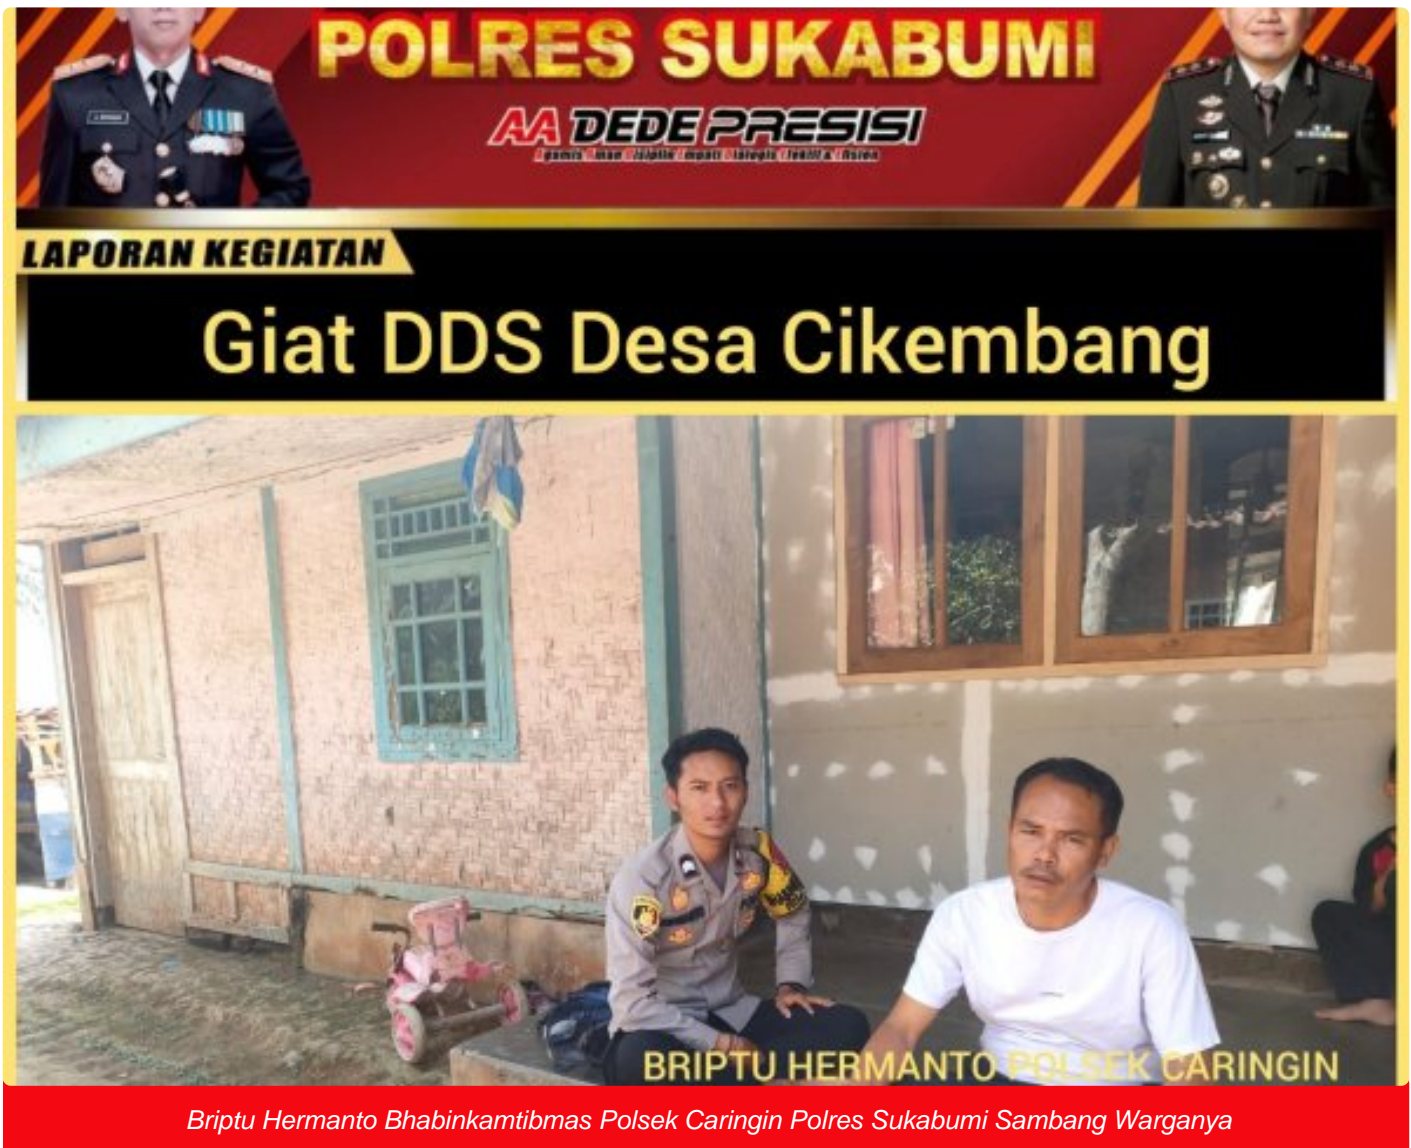 POLRES SUKABUMI
AA DEDE PRESISI
LAPORAN KEGIATAN
Giat DDS Desa Cikembang
BRIPTU HERMANTO POLSEK CARINGIN
Briptu Hermanto Bhabinkamtibmas Polsek Caringin Polres Sukabumi Sambang Warganya